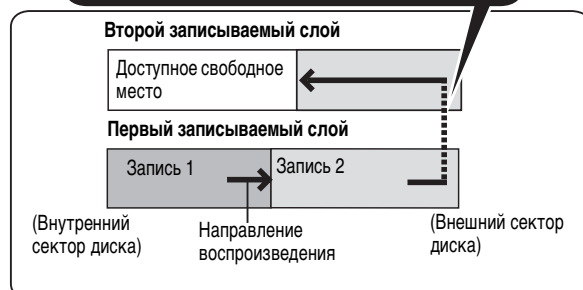 Второй записываемый слой
Доступное свободное
место
Первый записываемый слой
Запись 1
Запись 2
(Внутренний
сектор диска)
Направление
воспроизведения
(Внешний сектор
диска)